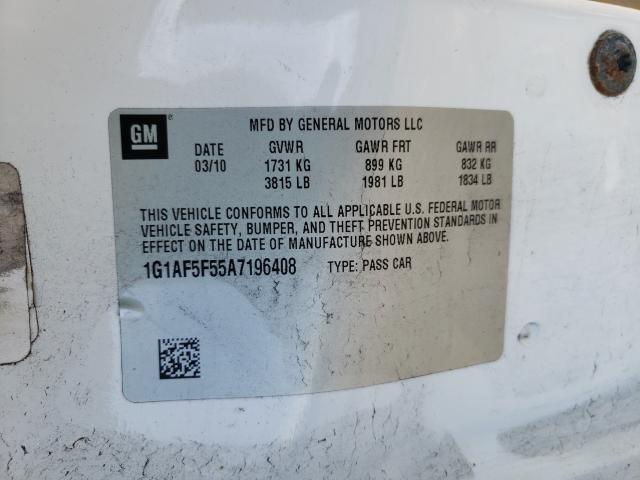 GM
MFD BY GENERAL MOTORS LLC
DATE GVWR GAWR FRT GAWR RR
03/10 1731 KG 899 KG 832 KG
3815 LB 1981 LB 1834 LB
THIS VEHICLE CONFORMS TO ALL APPLICABLE U.S. FEDERAL MOTOR
VEHICLE SAFETY, BUMPER, AND THEFT PREVENTION STANDARDS IN
EFFECT ON THE DATE OF MANUFACTURE SHOWN ABOVE.
1G1AF5F55A7196408 TYPE: PASS CAR